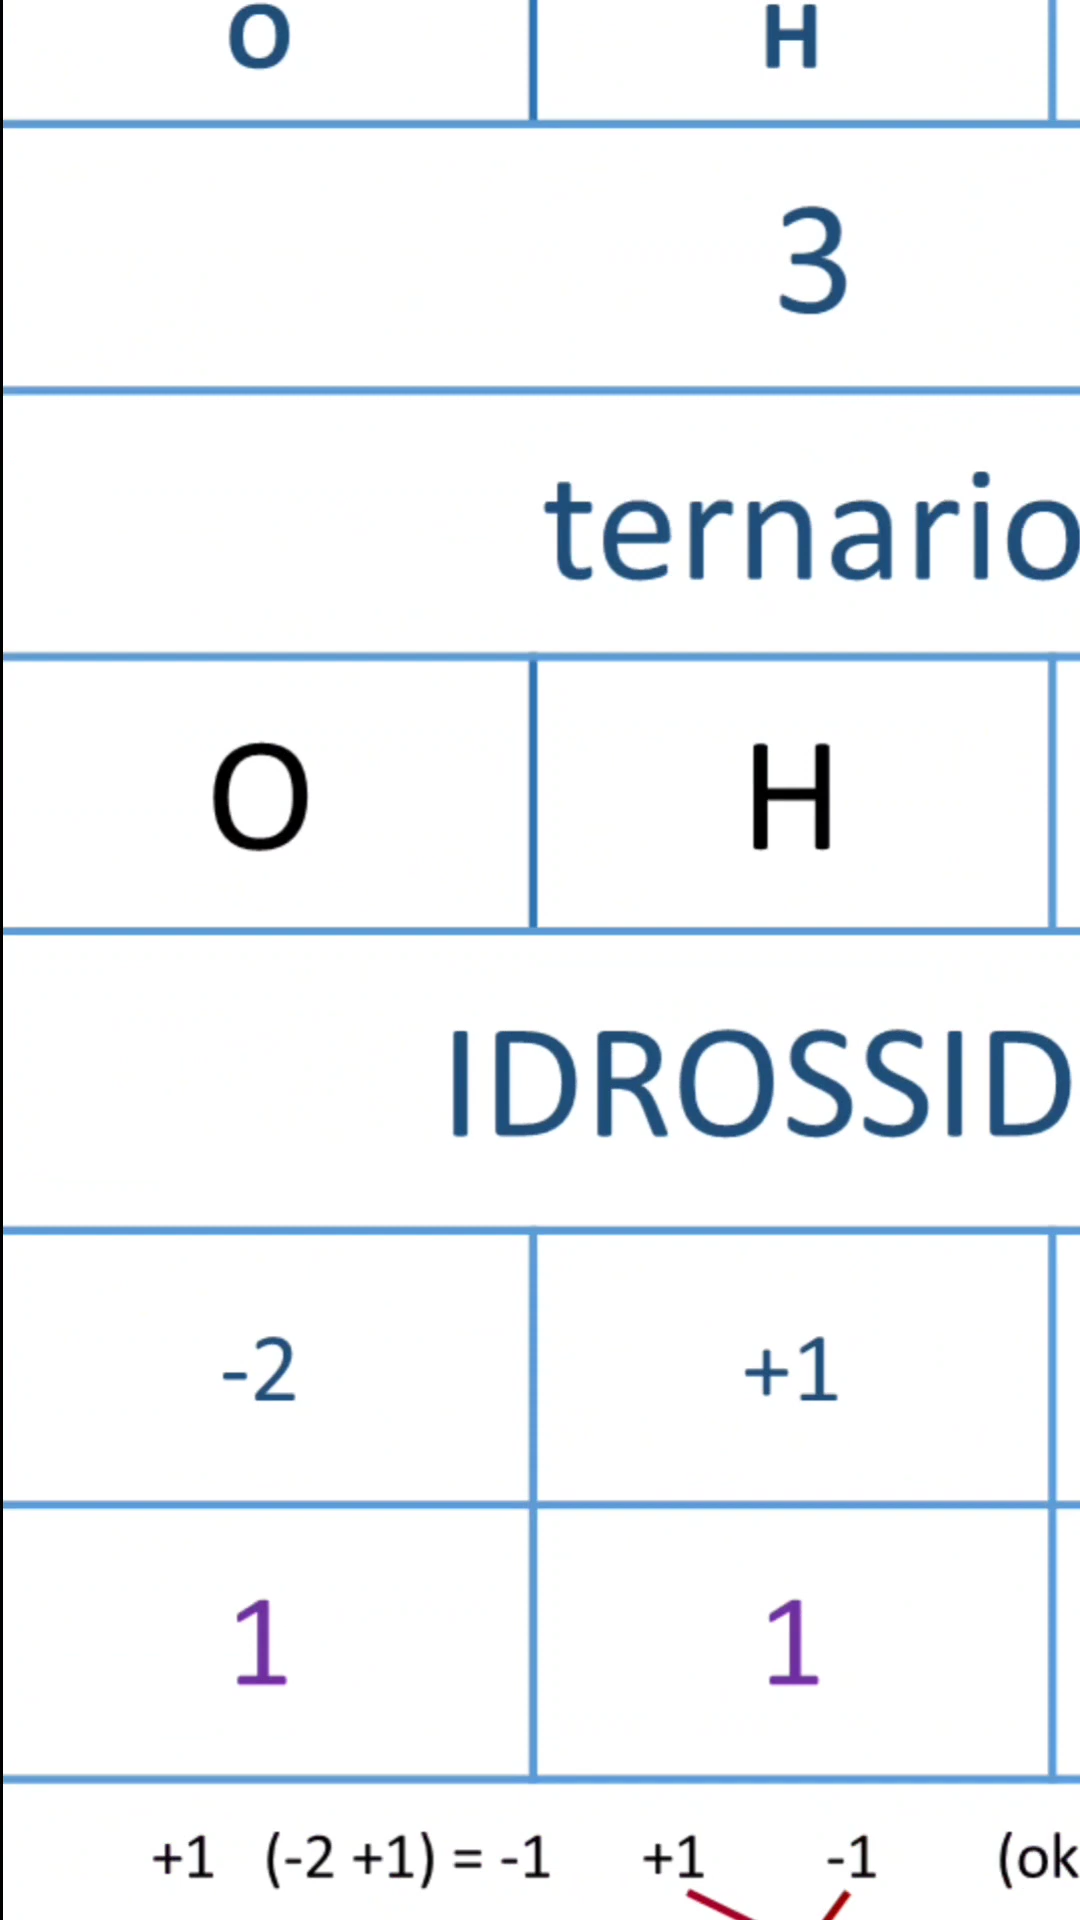 O H
3
ternario
O H
IDROSSID
-2 +1
1 1
+1 (-2 +1) = -1 +1 -1 (ok